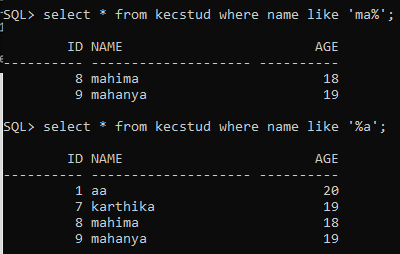 SQL> select * from kecstud where name like 'ma%';
ID NAME AGE
---------- -------------------- ----------
8 mahima 18
9 mahanya 19
SQL> select * from kecstud where name like '%a';
ID NAME AGE
---------- -------------------- ----------
1 aa 20
7 karthika 19
8 mahima 18
9 mahanya 19